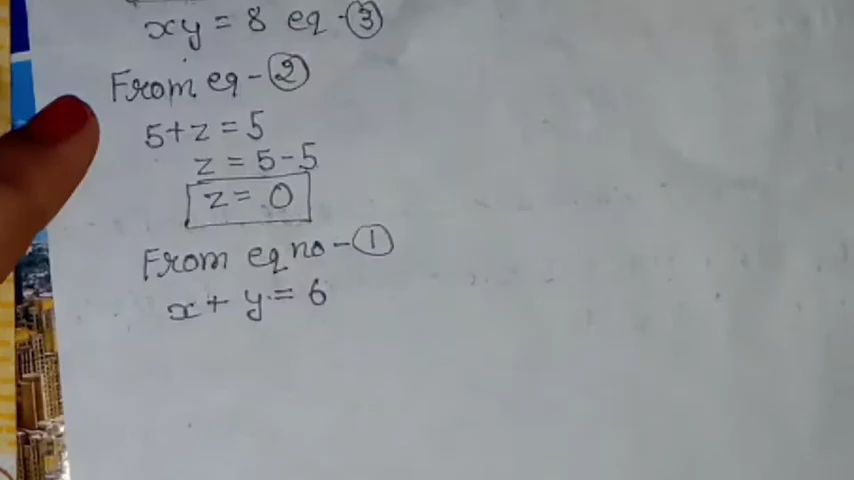 xy = 8 eq-③
From eq-②
5+z = 5
z = 5-5
z = 0
From eq no-①
x + y = 6